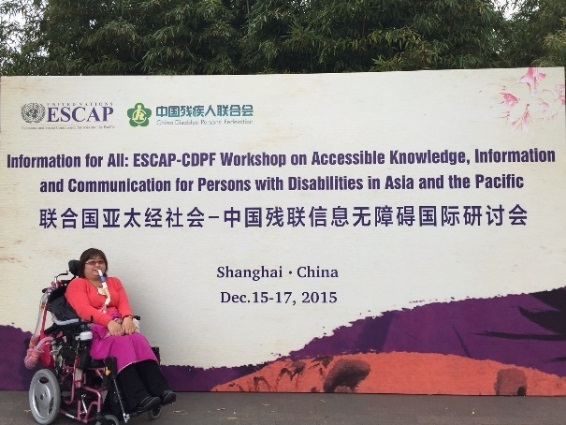 UNITED NATIONS
ESCAP
中国残疾人联合会
China Disabled Persons' Federation
Information for All: ESCAP-CDPF Workshop on Accessible Knowledge, Information
and Communication for Persons with Disabilities in Asia and the Pacific
联合国亚太经社会-中国残联信息无障碍国际研讨会
Shanghai · China
Dec.15-17, 2015